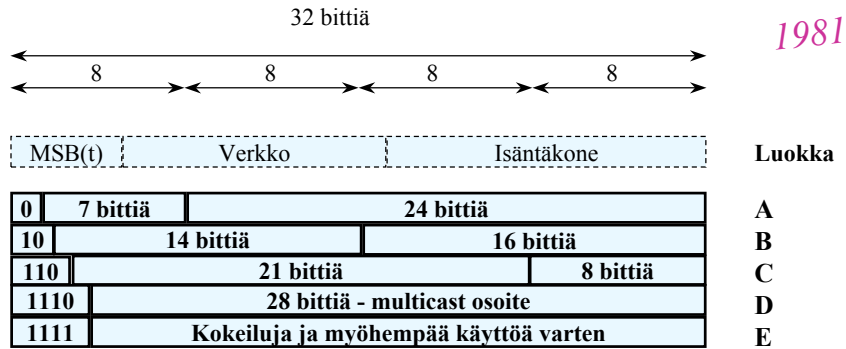 32 bittiä
1981
8 8 8 8
MSB(t) Verkko Isäntäkone Luokka
0 7 bittiä 24 bittiä A
10 14 bittiä 16 bittiä B
110 21 bittiä 8 bittiä C
1110 28 bittiä - multicast osoite D
1111 Kokeiluja ja myöhempää käyttöä varten E